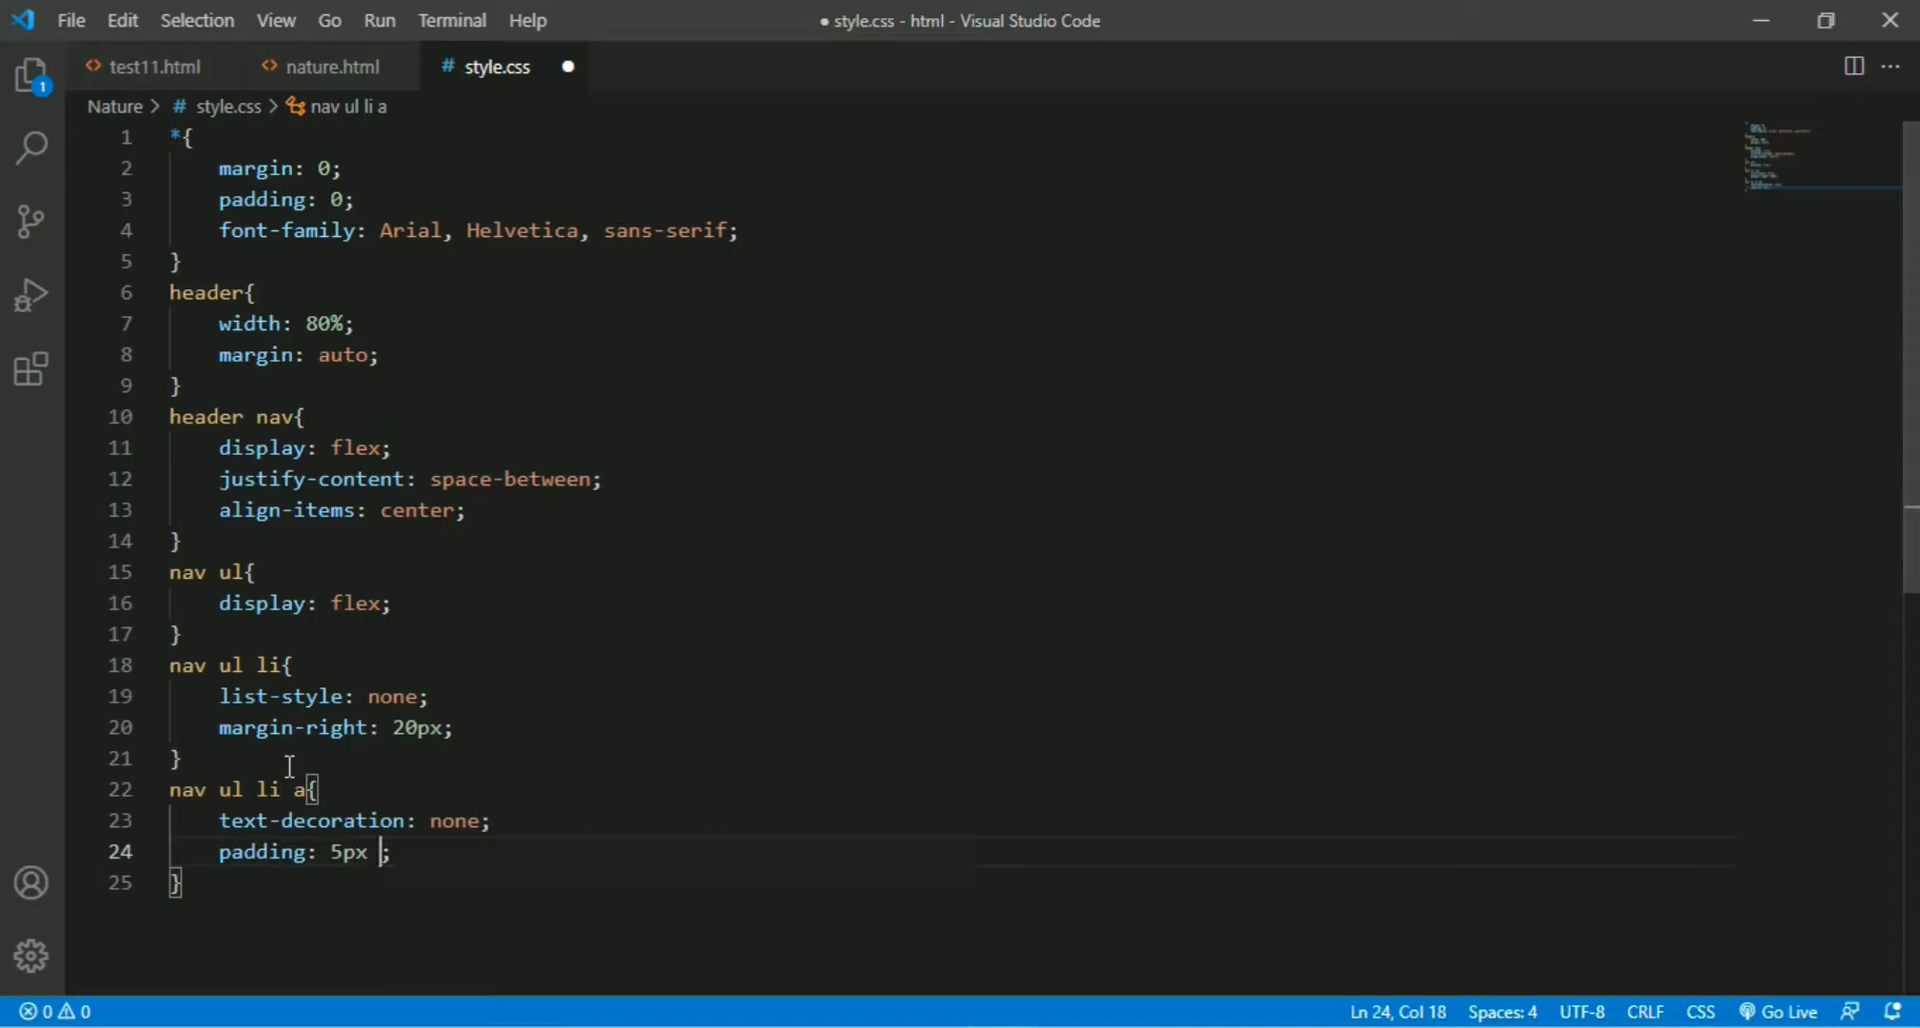 File Edit Selection View Go Run Terminal Help ● style.css - html - Visual Studio Code
test11.html nature.html # style.css
Nature > # style.css > nav ul li a
1 *{
2 margin: 0;
3 padding: 0;
4 font-family: Arial, Helvetica, sans-serif;
5 }
6 header{
7 width: 80%;
8 margin: auto;
9 }
10 header nav{
11 display: flex;
12 justify-content: space-between;
13 align-items: center;
14 }
15 nav ul{
16 display: flex;
17 }
18 nav ul li{
19 list-style: none;
20 margin-right: 20px;
21 }
22 nav ul li a{
23 text-decoration: none;
24 padding: 5px ;
25 }
1
0 0 Ln 24, Col 18 Spaces: 4 UTF-8 CRLF CSS Go Live